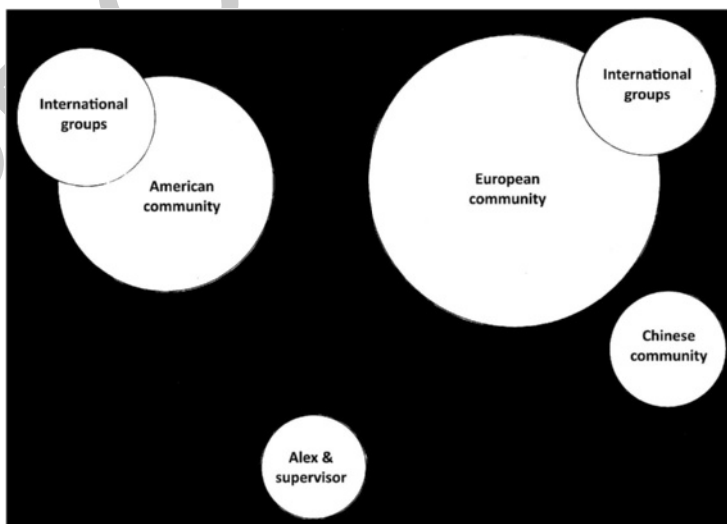 International
groups
International
groups
American
community
European
community
Chinese
community
Alex &
supervisor